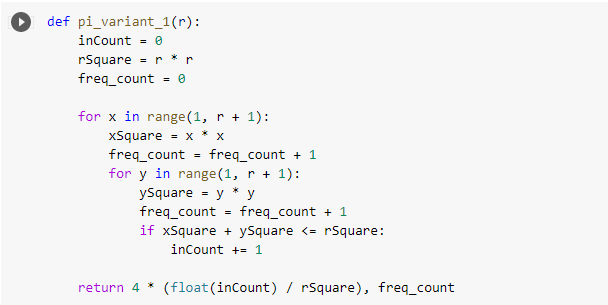 def pi_variant_1(r):
    inCount = 0
    rSquare = r * r
    freq_count = 0

    for x in range(1, r + 1):
        xSquare = x * x
        freq_count = freq_count + 1
        for y in range(1, r + 1):
            ySquare = y * y
            freq_count = freq_count + 1
            if xSquare + ySquare <= rSquare:
                inCount += 1

    return 4 * (float(inCount) / rSquare), freq_count